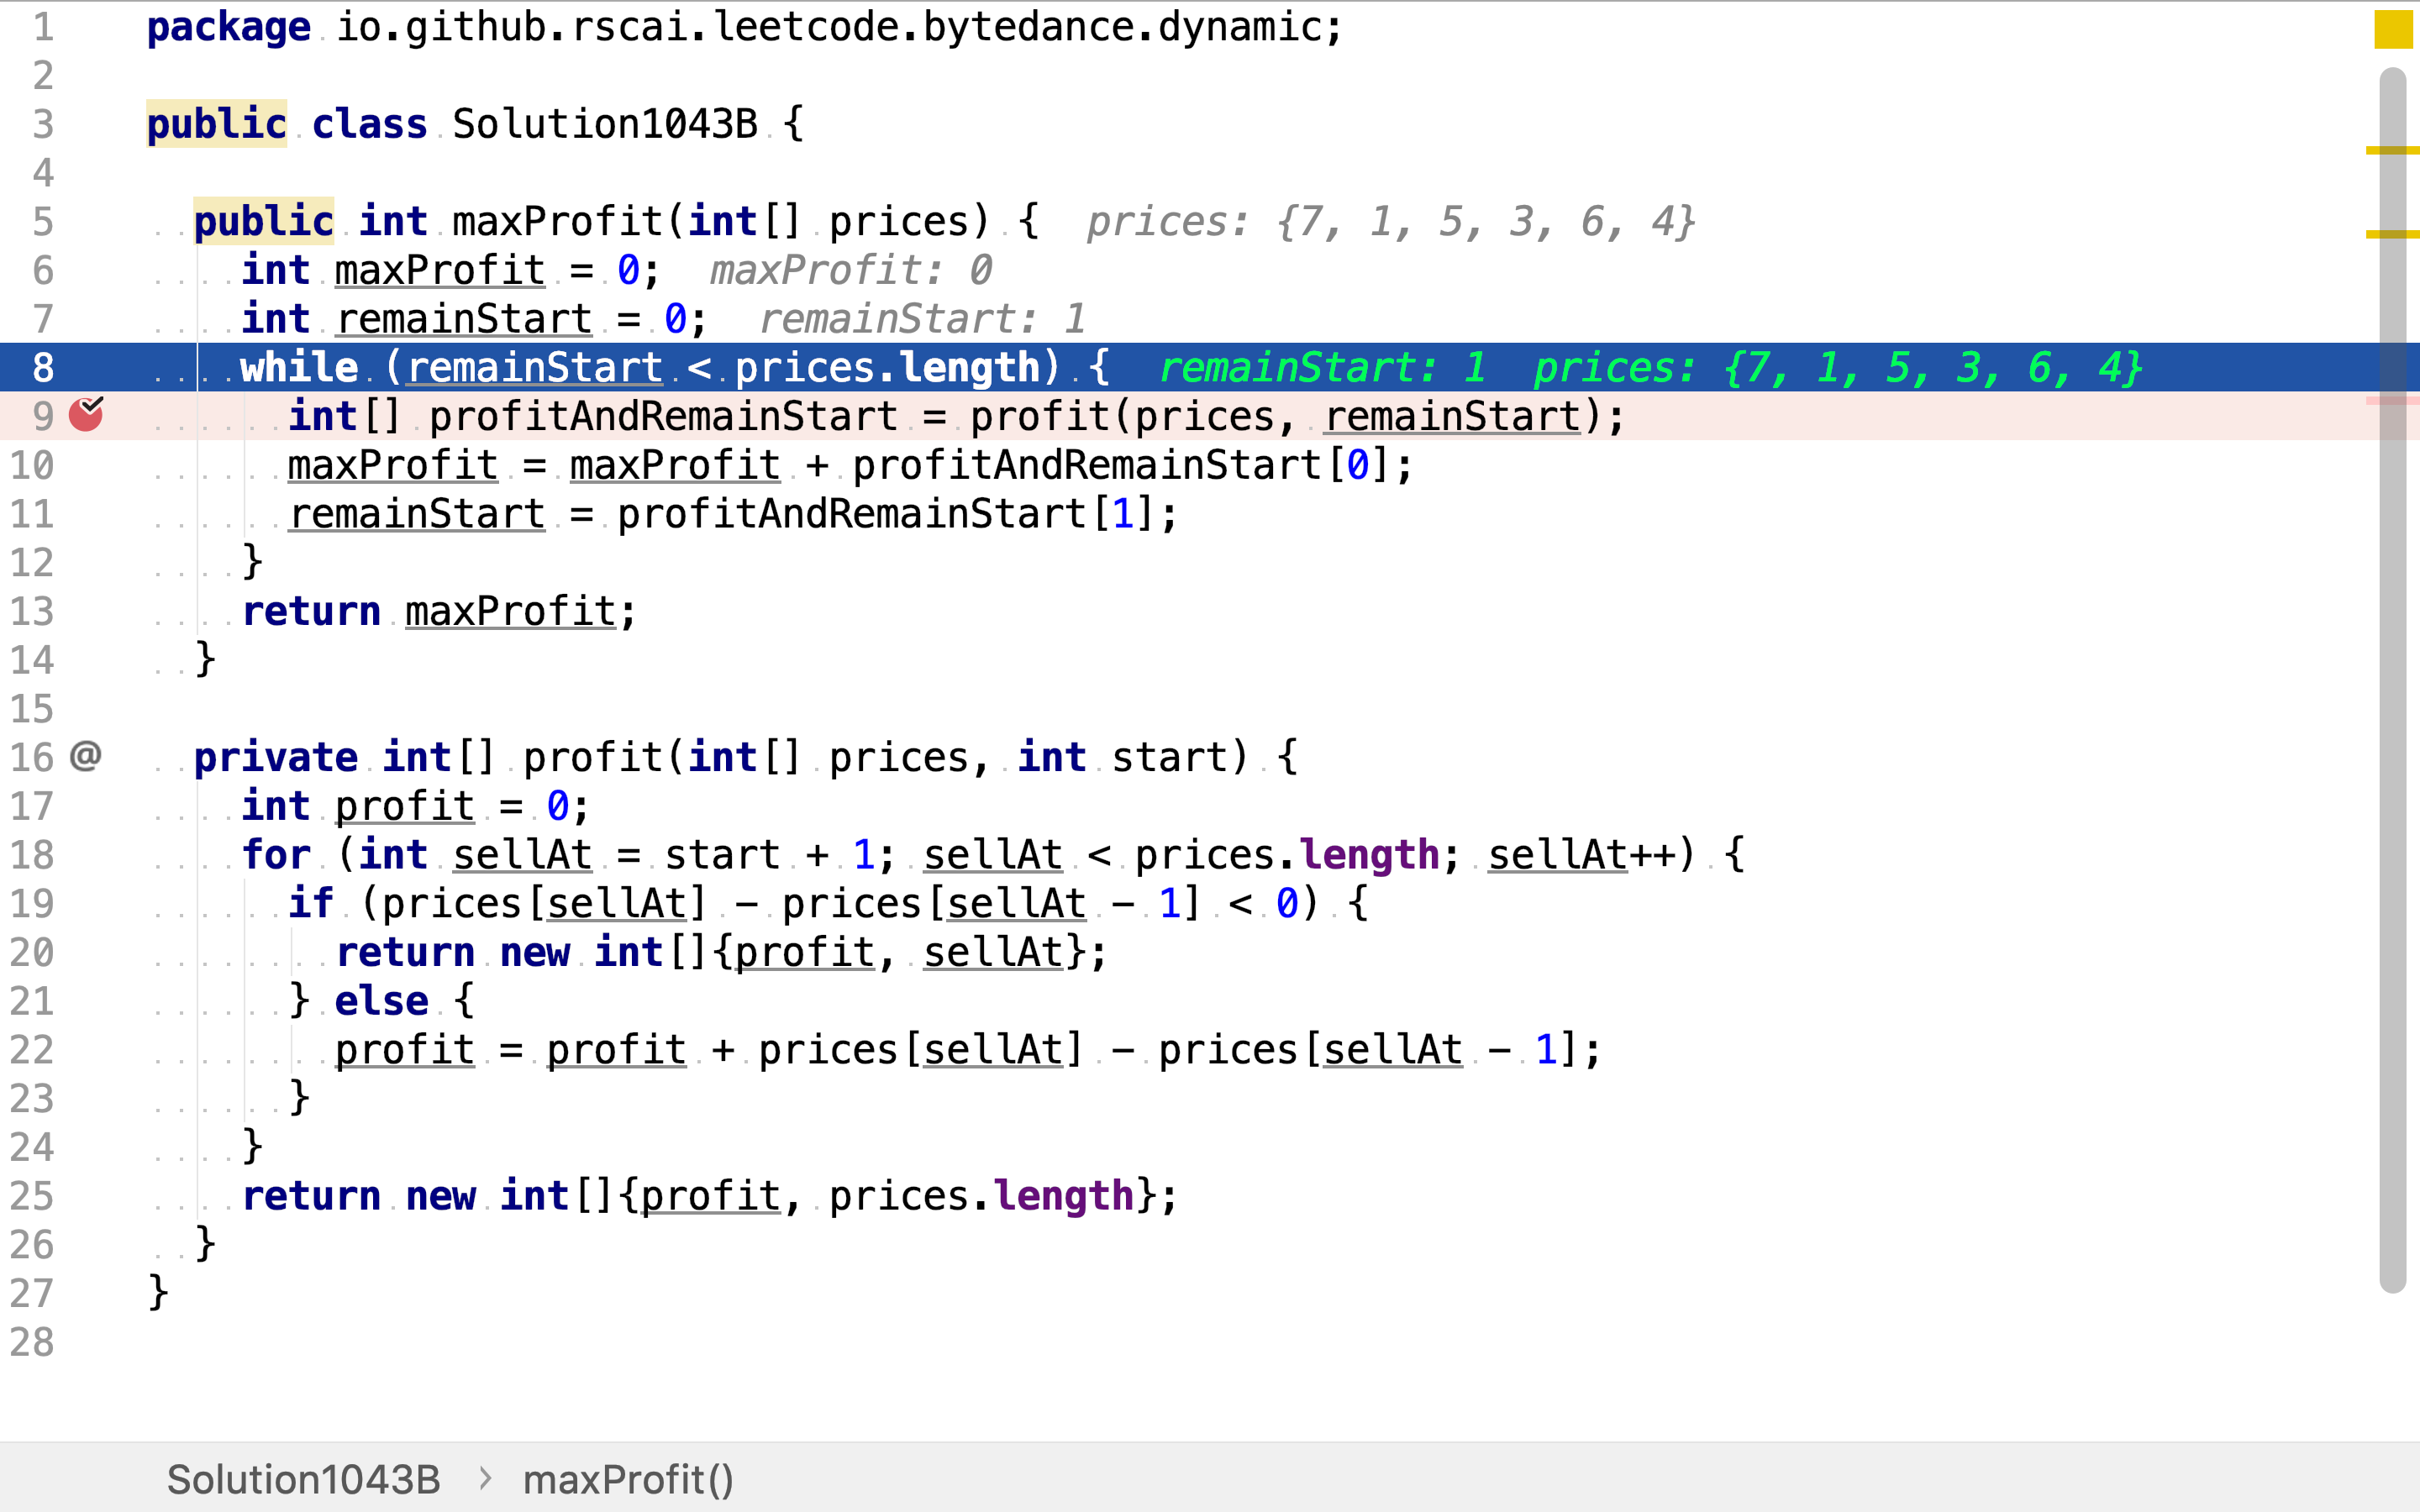 1 package io.github.rscai.leetcode.bytedance.dynamic;
2
3 public class Solution1043B {
4
5 public int maxProfit(int[] prices) { prices: {7, 1, 5, 3, 6, 4}
6 int maxProfit = 0; maxProfit: 0
7 int remainStart = 0; remainStart: 1
8 while (remainStart < prices.length) { remainStart: 1 prices: {7, 1, 5, 3, 6, 4}
9 int[] profitAndRemainStart = profit(prices, remainStart);
10 maxProfit = maxProfit + profitAndRemainStart[0];
11 remainStart = profitAndRemainStart[1];
12 }
13 return maxProfit;
14 }
15
16 @ private int[] profit(int[] prices, int start) {
17 int profit = 0;
18 for (int sellAt = start + 1; sellAt < prices.length; sellAt++) {
19 if (prices[sellAt] - prices[sellAt - 1] < 0) {
20 return new int[]{profit, sellAt};
21 } else {
22 profit = profit + prices[sellAt] - prices[sellAt - 1];
23 }
24 }
25 return new int[]{profit, prices.length};
26 }
27 }
28
Solution1043B > maxProfit()